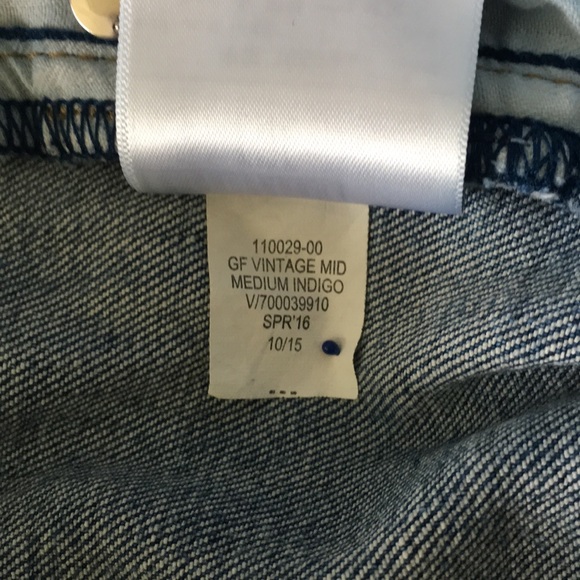 110029-00
GF VINTAGE MID
MEDIUM INDIGO
V/700039910
SPR'16
10/15